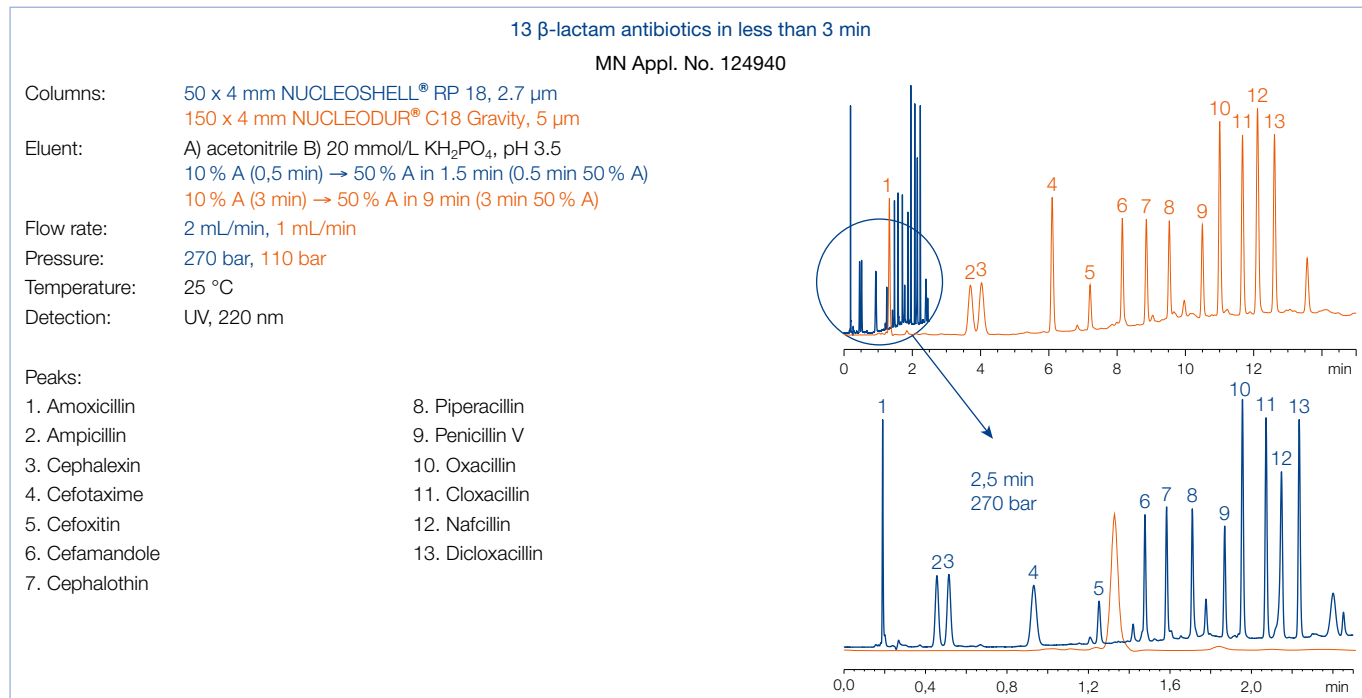 13 β-lactam antibiotics in less than 3 min
MN Appl. No. 124940
Columns: 50 x 4 mm NUCLEOSHELL® RP 18, 2.7 µm
150 x 4 mm NUCLEODUR® C18 Gravity, 5 µm
Eluent: A) acetonitrile B) 20 mmol/L KH₂PO₄, pH 3.5
10 % A (0,5 min) → 50 % A in 1.5 min (0.5 min 50 % A)
10 % A (3 min) → 50 % A in 9 min (3 min 50 % A)
Flow rate: 2 mL/min, 1 mL/min
Pressure: 270 bar, 110 bar
Temperature: 25 °C
Detection: UV, 220 nm
Peaks:
1. Amoxicillin
2. Ampicillin
3. Cephalexin
4. Cefotaxime
5. Cefoxitin
6. Cefamandole
7. Cephalothin
8. Piperacillin
9. Penicillin V
10. Oxacillin
11. Cloxacillin
12. Nafcillin
13. Dicloxacillin
1 2 3 4 5 6 7 8 9 10 11 12 13
0 2 4 6 8 10 12 min
2,5 min
270 bar
1 2 3 4 5 6 7 8 9 10 11 12 13
0,0 0,4 0,8 1,2 1,6 2,0 min